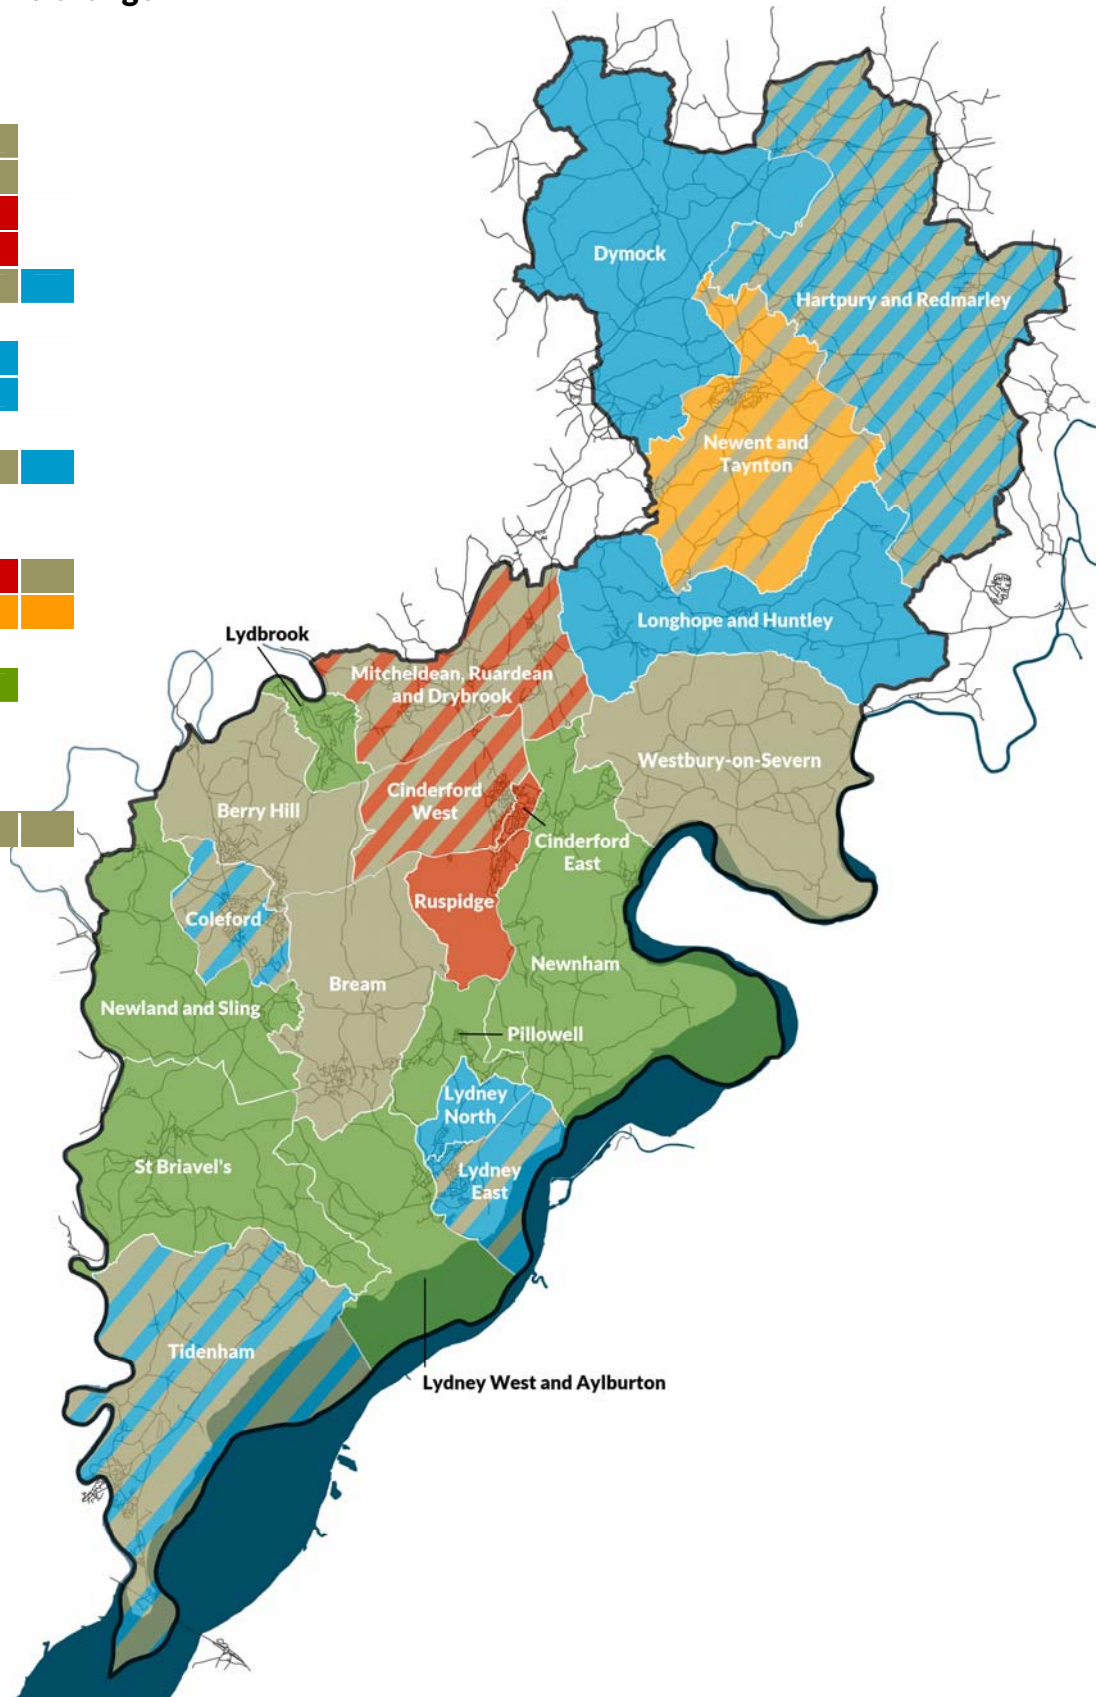 Dymock
Hartpury and Redmarley
Newent and
Taynton
Longhope and Huntley
Lydbrook
Mitcheldean, Ruardean
and Drybrook
Westbury-on-Severn
Cinderford
West
Berry Hill
Cinderford
East
Ruspidge
Coleford
Newnham
Bream
Newland and Sling
Pillowell
Lydney
North
St Briavel's
Lydney
East
Tidenham
Lydney West and Aylburton